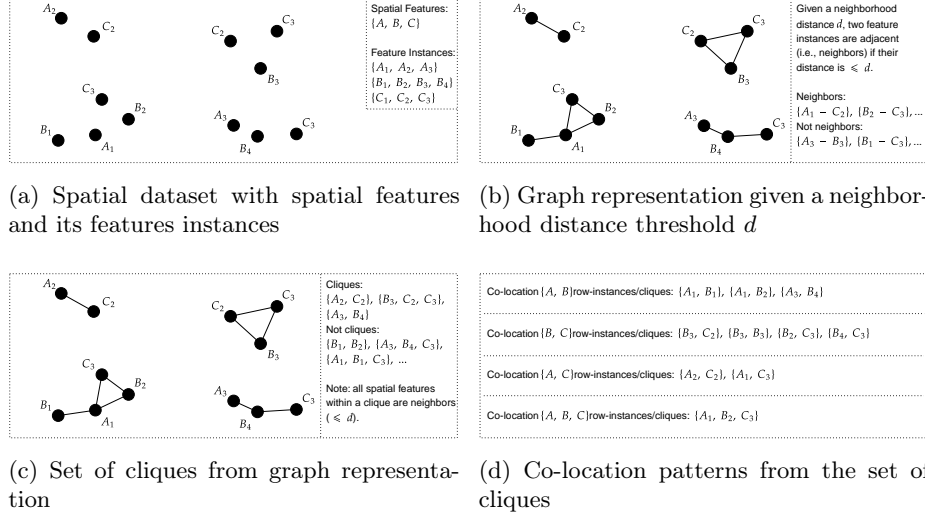 A₂
C₂
C₂
C₃
B₃
C₃
B₂
B₁
A₁
A₃
B₄
C₃
Spatial Features:
{A, B, C}
Feature Instances:
{A₁, A₂, A₃}
{B₁, B₂, B₃, B₄}
{C₁, C₂, C₃}
(a) Spatial dataset with spatial features
and its features instances
A₂
C₂
C₂
C₃
B₃
C₃
B₂
B₁
A₁
A₃
B₄
C₃
Given a neighborhood
distance d, two feature
instances are adjacent
(i.e., neighbors) if their
distance is ⩽ d.
Neighbors:
{A₁ − C₂}, {B₂ − C₃}, ...
Not neighbors:
{A₃ − B₃}, {B₁ − C₃}, ...
(b) Graph representation given a neighbor-
hood distance threshold d
A₂
C₂
C₂
C₃
B₃
C₃
B₂
B₁
A₁
A₃
B₄
C₃
Cliques:
{A₂, C₂}, {B₃, C₂, C₃},
{A₃, B₄}
Not cliques:
{B₁, B₂}, {A₃, B₄, C₃},
{A₁, B₁, C₃}, ...
Note: all spatial features
within a clique are neighbors
(⩽ d).
(c) Set of cliques from graph representa-
tion
Co-location {A, B} row-instances/cliques: {A₁, B₁}, {A₁, B₂}, {A₃, B₄}
Co-location {B, C} row-instances/cliques: {B₃, C₂}, {B₃, B₃}, {B₂, C₃}, {B₄, C₃}
Co-location {A, C} row-instances/cliques: {A₂, C₂}, {A₁, C₃}
Co-location {A, B, C} row-instances/cliques: {A₁, B₂, C₃}
(d) Co-location patterns from the set of
cliques